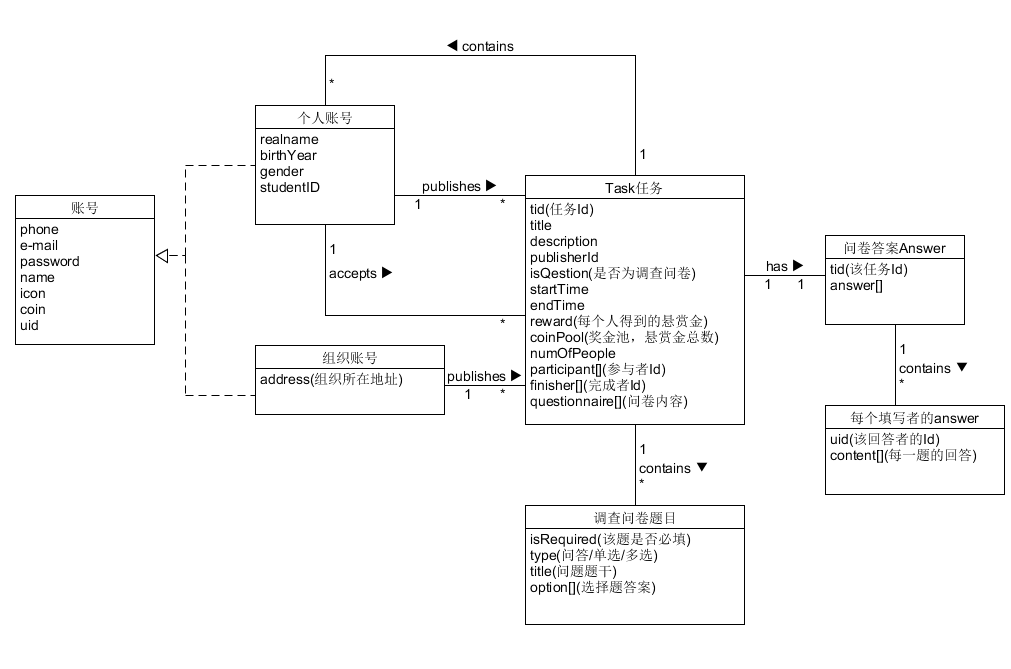 ◀ contains
*
1
个人账号
realname
birthYear
gender
studentID
publishes ▶
1
*
1
accepts ▶
*
账号
phone
e-mail
password
name
icon
coin
uid
组织账号
address(组织所在地址)
publishes ▶
1
*
Task任务
tid(任务Id)
title
description
publisherId
isQestion(是否为调查问卷)
startTime
endTime
reward(每个人得到的悬赏金)
coinPool(奖金池，悬赏金总数)
numOfPeople
participant[](参与者Id)
finisher[](完成者Id)
questionnaire[](问卷内容)
has ▶
1
1
问卷答案Answer
tid(该任务Id)
answer[]
1
contains ▼
*
每个填写者的answer
uid(该回答者的Id)
content[](每一题的回答)
1
contains ▼
*
调查问卷题目
isRequired(该题是否必填)
type(问答/单选/多选)
title(问题题干)
option[](选择题答案)